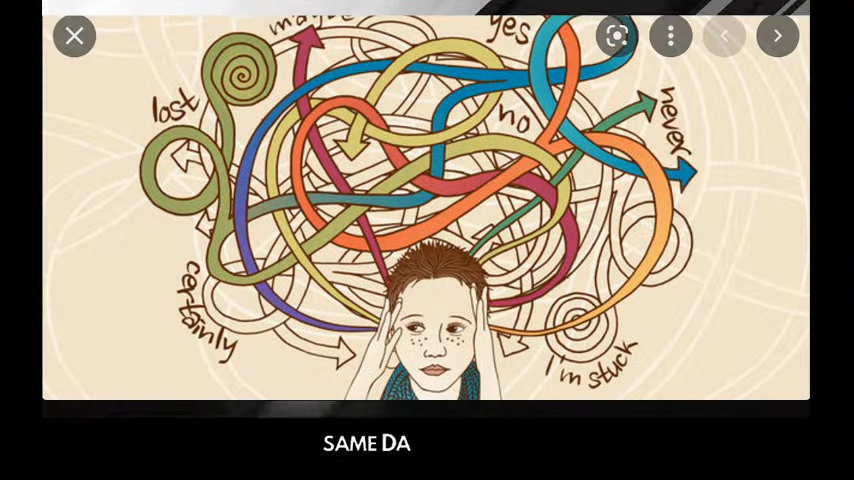 maybe
yes
lost
no
never
certainly
I'm stuck
SAME DA